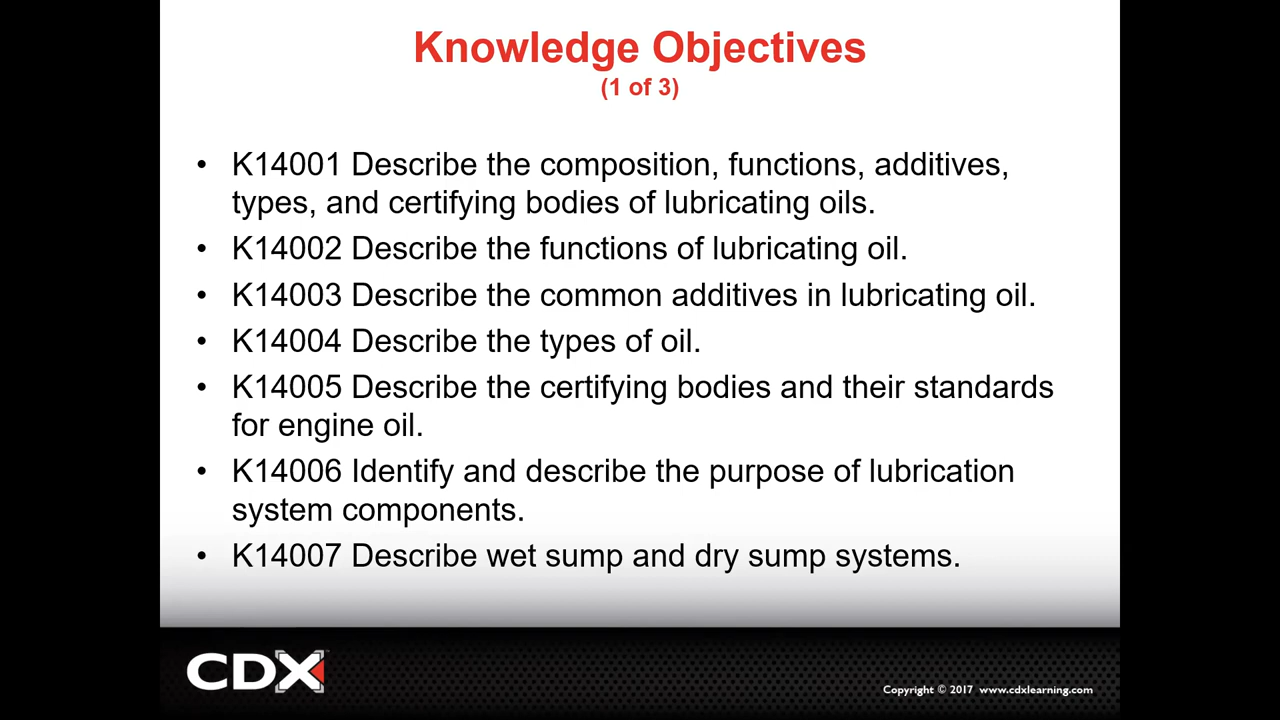 Knowledge Objectives
(1 of 3)
• K14001 Describe the composition, functions, additives,
types, and certifying bodies of lubricating oils.
• K14002 Describe the functions of lubricating oil.
• K14003 Describe the common additives in lubricating oil.
• K14004 Describe the types of oil.
• K14005 Describe the certifying bodies and their standards
for engine oil.
• K14006 Identify and describe the purpose of lubrication
system components.
• K14007 Describe wet sump and dry sump systems.
CDX
Copyright © 2017 www.cdxlearning.com